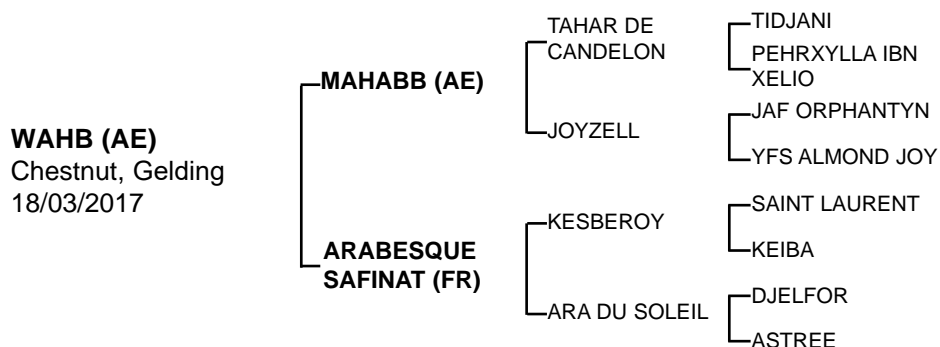 WAHB (AE)
Chestnut, Gelding
18/03/2017
MAHABB (AE)
ARABESQUE
SAFINAT (FR)
TAHAR DE
CANDELON
JOYZELL
KESBEROY
ARA DU SOLEIL
TIDJANI
PEHRXYLLA IBN
XELIO
JAF ORPHANTYN
YFS ALMOND JOY
SAINT LAURENT
KEIBA
DJELFOR
ASTREE